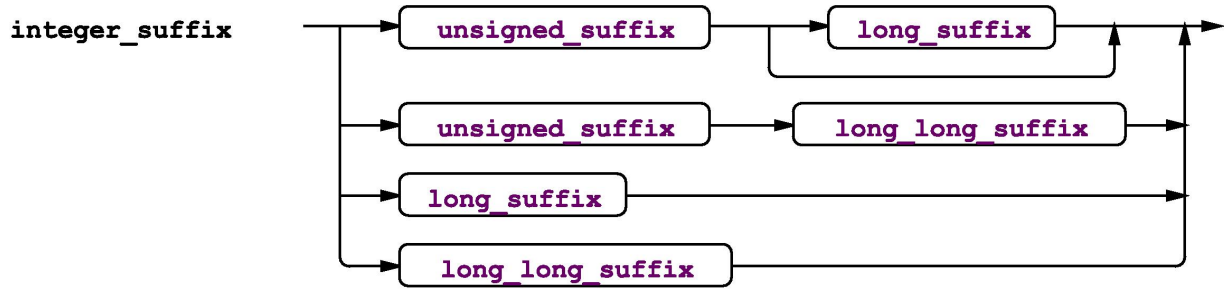 integer_suffix unsigned_suffix long_suffix
unsigned_suffix long_long_suffix
long_suffix
long_long_suffix